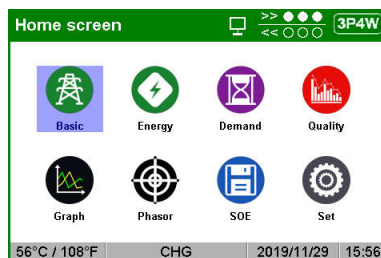 Home screen >> 3P4W
<<
Basic Energy Demand Quality
Graph Phasor SOE Set
56°C / 108°F CHG 2019/11/29 15:56